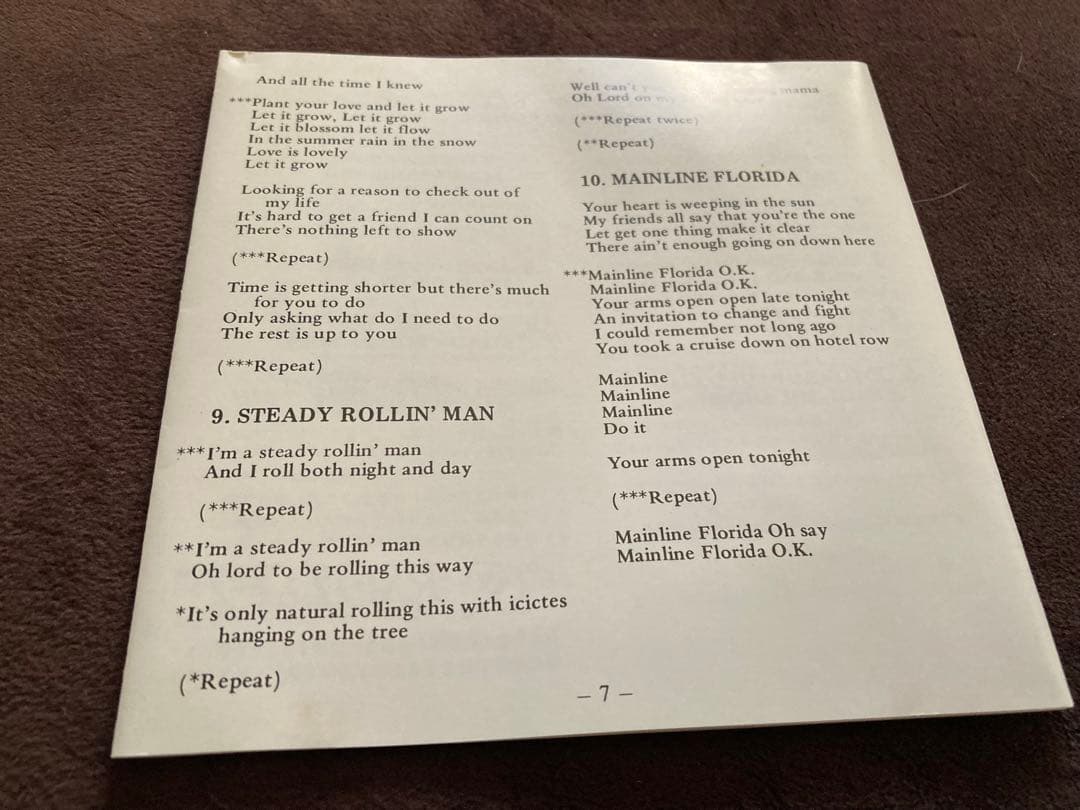 And all the time I knew
***Plant your love and let it grow
Let it grow, Let it grow
Let it blossom let it flow
In the summer rain in the snow
Love is lovely
Let it grow
Looking for a reason to check out of
my life
It's hard to get a friend I can count on
There's nothing left to show
(***Repeat)
Time is getting shorter but there's much
for you to do
Only asking what do I need to do
The rest is up to you
(***Repeat)
9. STEADY ROLLIN' MAN
***I'm a steady rollin' man
And I roll both night and day
(***Repeat)
**I'm a steady rollin' man
Oh lord to be rolling this way
*It's only natural rolling this with icictes
hanging on the tree
(*Repeat)
Well can't mama
Oh Lord on
(***Repeat twice)
(**Repeat)
10. MAINLINE FLORIDA
Your heart is weeping in the sun
My friends all say that you're the one
Let get one thing make it clear
There ain't enough going on down here
***Mainline Florida O.K.
Mainline Florida O.K.
Your arms open open late tonight
An invitation to change and fight
I could remember not long ago
You took a cruise down on hotel row
Mainline
Mainline
Mainline
Do it
Your arms open tonight
(***Repeat)
Mainline Florida Oh say
Mainline Florida O.K.
– 7 –